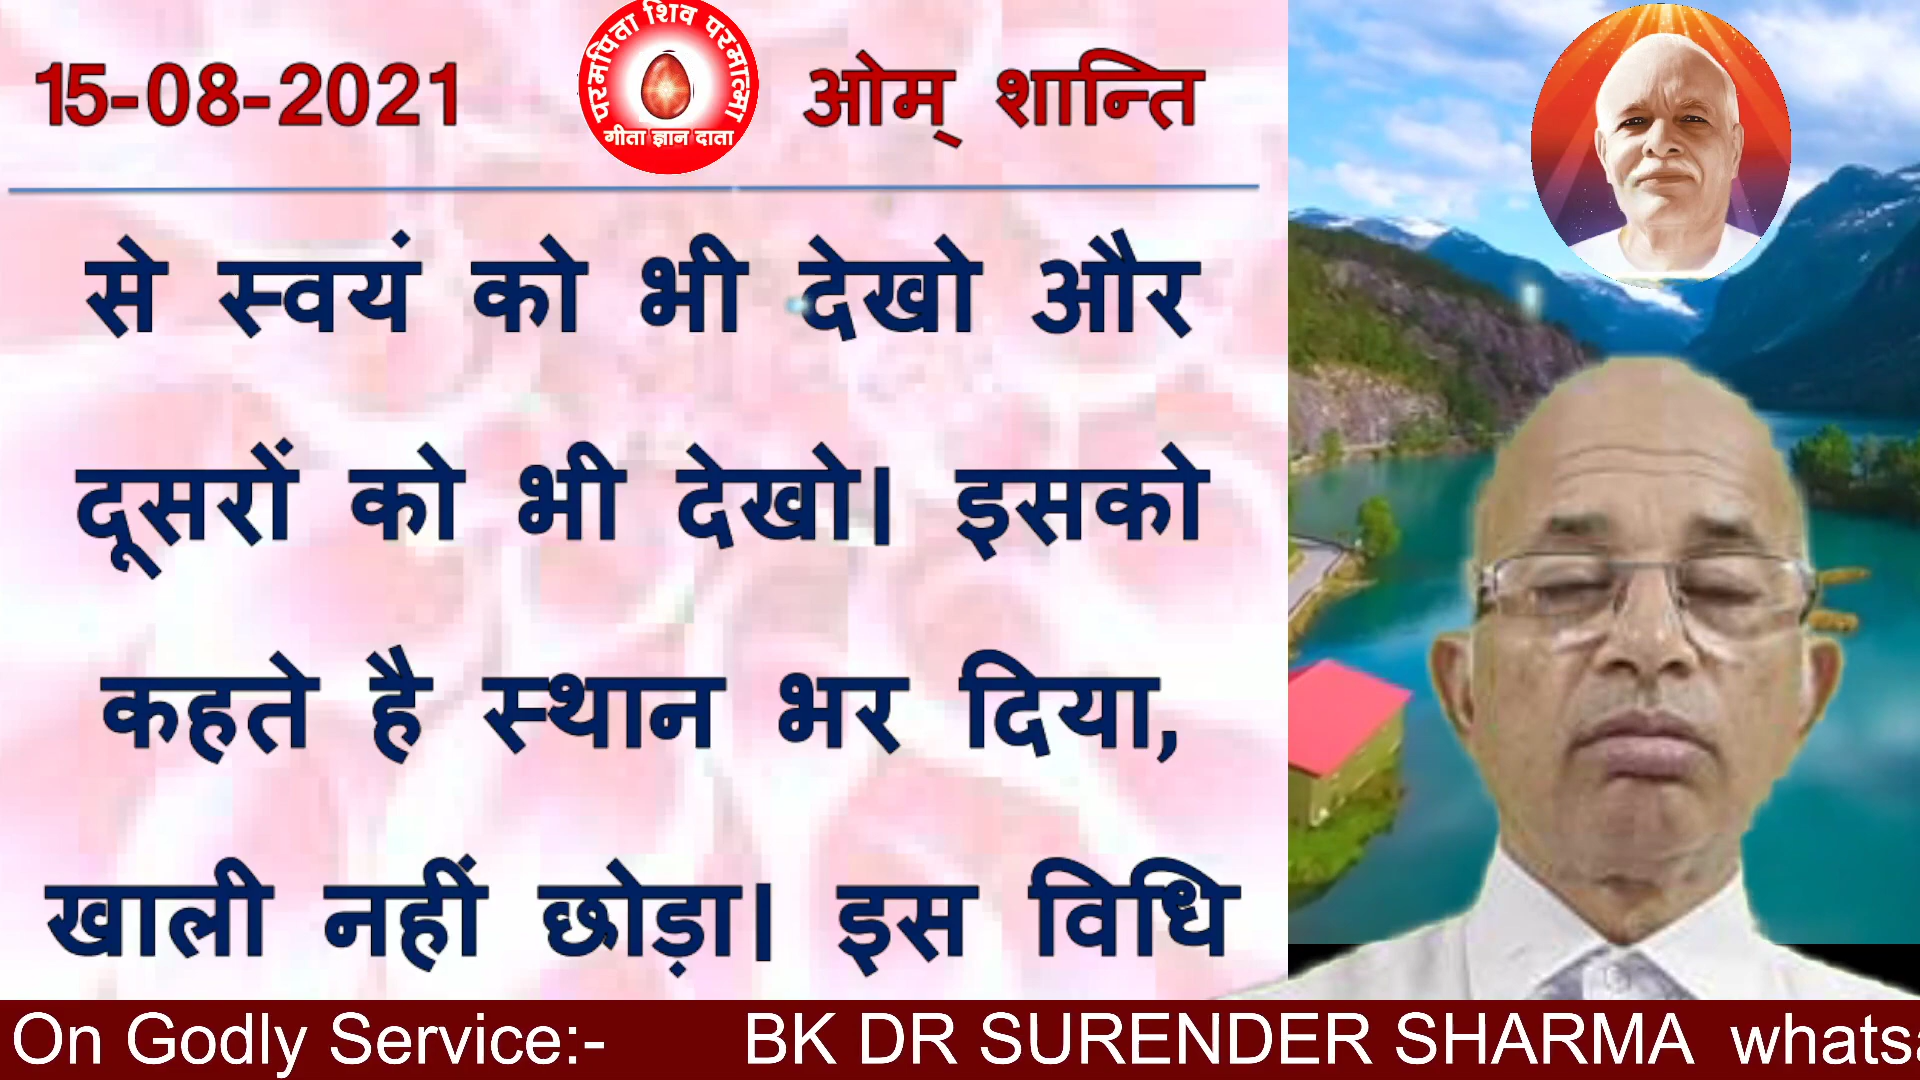 15-08-2021
परमपिता शिव परमात्मा
गीता ज्ञान दाता
ओम् शान्ति
से स्वयं को भी देखो और
दूसरों को भी देखो। इसको
कहते है स्थान भर दिया,
खाली नहीं छोड़ा। इस विधि
On Godly Service:- BK DR SURENDER SHARMA whatsa